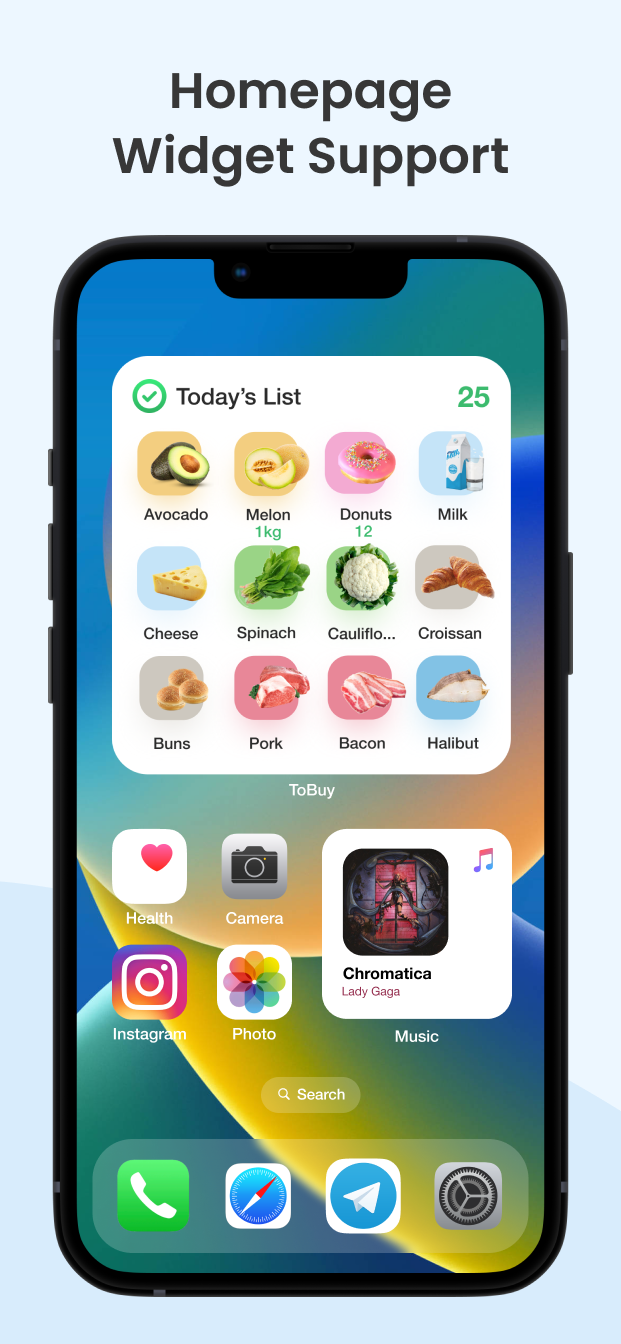 Homepage
Widget Support
Today's List 25
Avocado Melon Donuts Milk
1kg 12
Cheese Spinach Cauliflo... Croissan
Buns Pork Bacon Halibut
ToBuy
Health Camera
Chromatica
Lady Gaga
Instagram Photo Music
Search